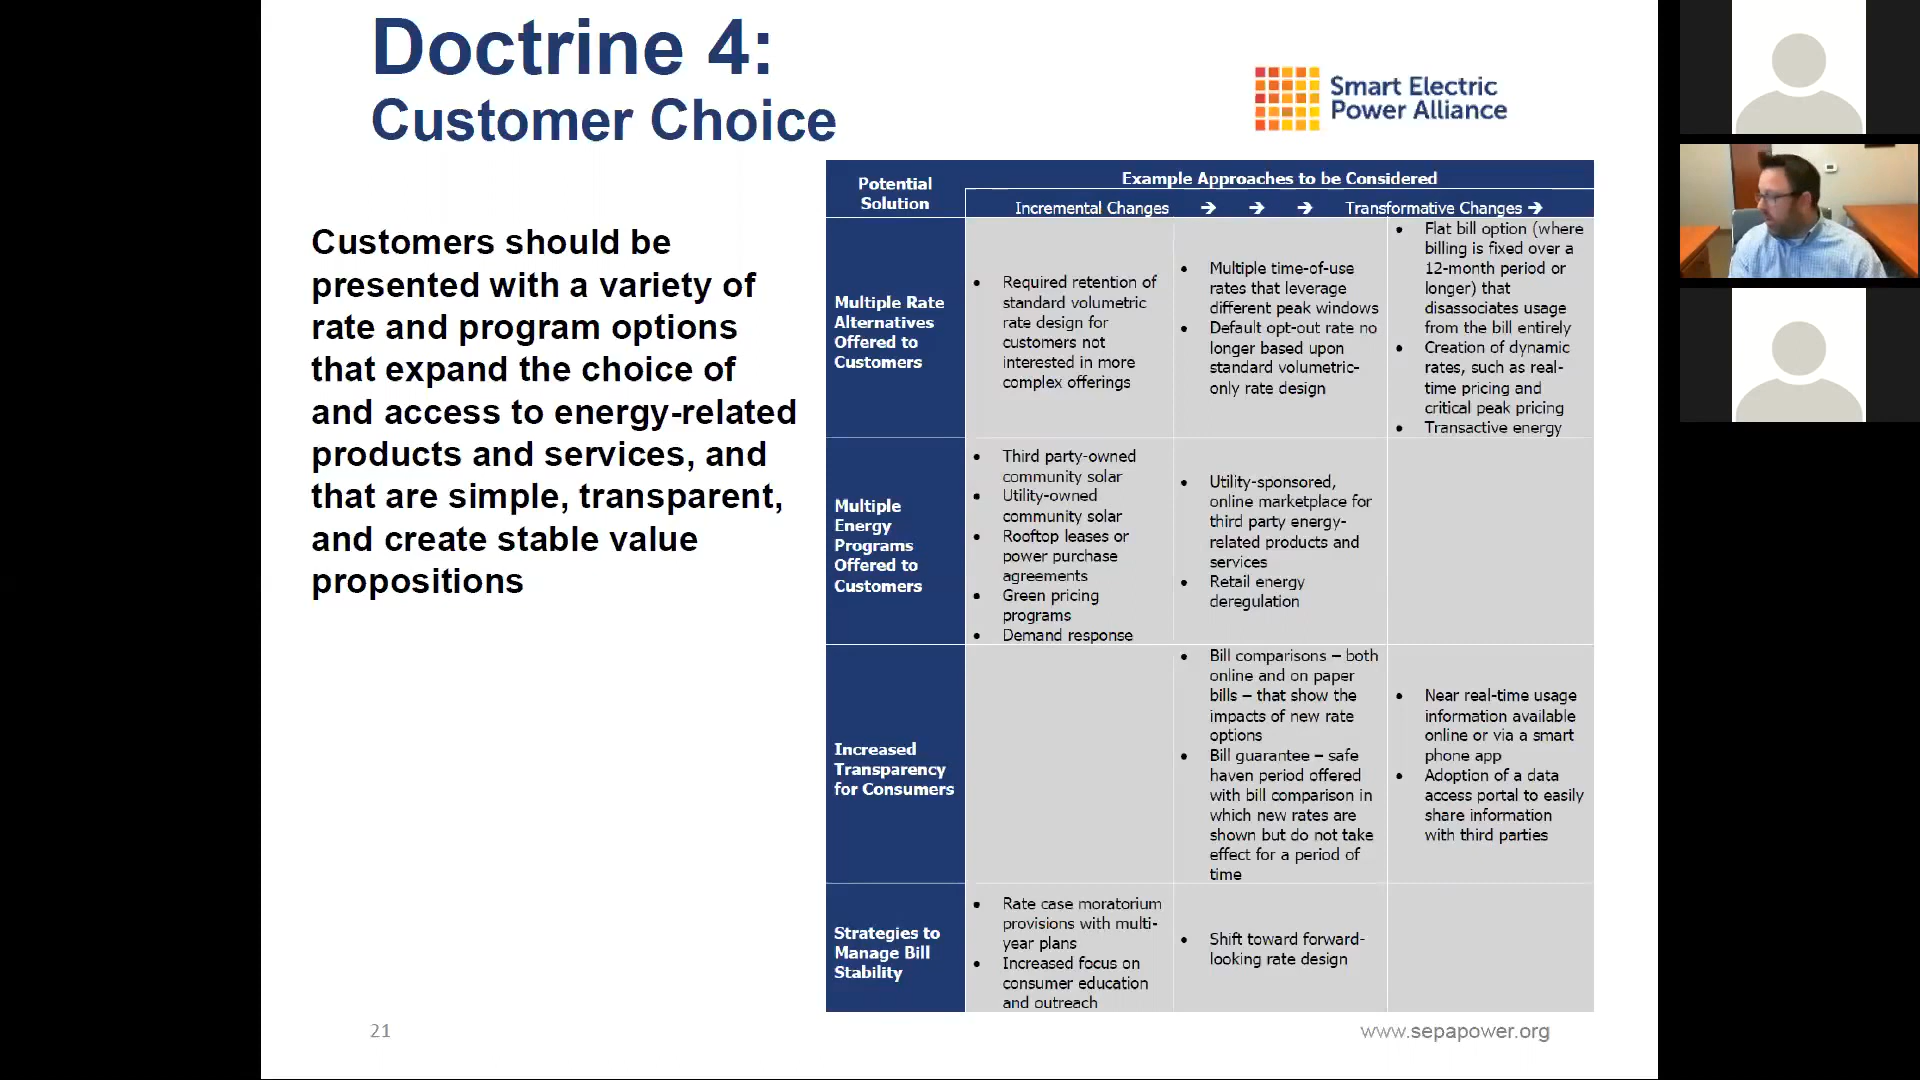 Doctrine 4:
Customer Choice
Smart Electric
Power Alliance
Customers should be
presented with a variety of
rate and program options
that expand the choice of
and access to energy-related
products and services, and
that are simple, transparent,
and create stable value
propositions
Potential
Solution
Example Approaches to be Considered
Incremental Changes → → → Transformative Changes →
Multiple Rate
Alternatives
Offered to
Customers
• Required retention of
standard volumetric
rate design for
customers not
interested in more
complex offerings
• Multiple time-of-use
rates that leverage
different peak windows
• Default opt-out rate no
longer based upon
standard volumetric-
only rate design
• Flat bill option (where
billing is fixed over a
12-month period or
longer) that
disassociates usage
from the bill entirely
• Creation of dynamic
rates, such as real-
time pricing and
critical peak pricing
• Transactive energy
Multiple
Energy
Programs
Offered to
Customers
• Third party-owned
community solar
• Utility-owned
community solar
• Rooftop leases or
power purchase
agreements
• Green pricing
programs
• Demand response
• Utility-sponsored,
online marketplace for
third party energy-
related products and
services
• Retail energy
deregulation
Increased
Transparency
for Consumers
• Bill comparisons – both
online and on paper
bills – that show the
impacts of new rate
options
• Bill guarantee – safe
haven period offered
with bill comparison in
which new rates are
shown but do not take
effect for a period of
time
• Near real-time usage
information available
online or via a smart
phone app
• Adoption of a data
access portal to easily
share information
with third parties
Strategies to
Manage Bill
Stability
• Rate case moratorium
provisions with multi-
year plans
• Increased focus on
consumer education
and outreach
• Shift toward forward-
looking rate design
21
www.sepapower.org